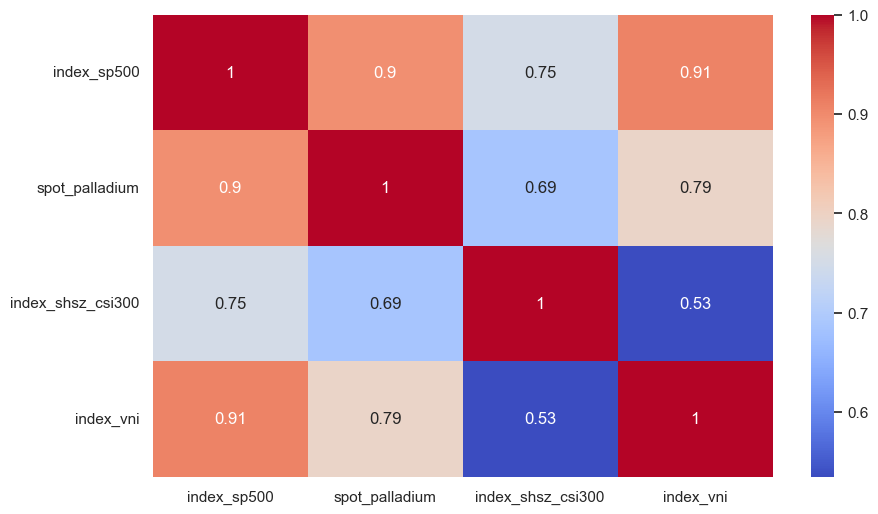 index_sp500 1 0.9 0.75 0.91
spot_palladium 0.9 1 0.69 0.79
index_shsz_csi300 0.75 0.69 1 0.53
index_vni 0.91 0.79 0.53 1
index_sp500 spot_palladium index_shsz_csi300 index_vni
1.0
0.9
0.8
0.7
0.6